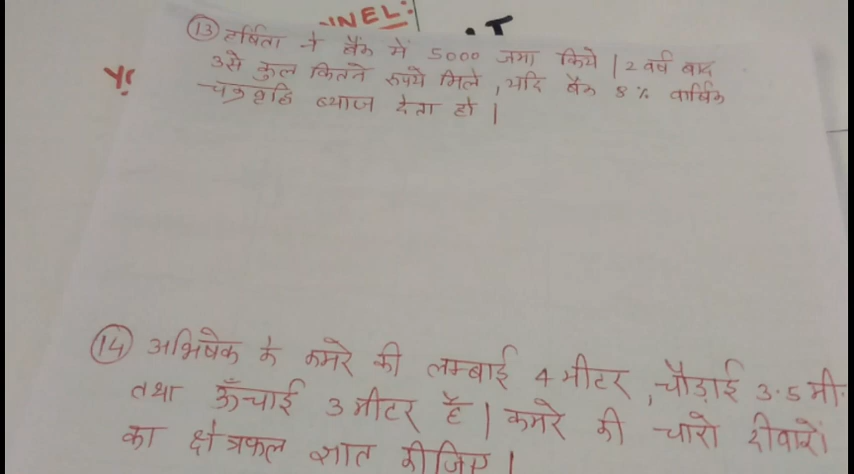 INEL:
.T
Y!
(13) हर्षिता ने बैंक में 5000 जमा किये | 2 वर्ष बाद
उसे कुल कितने रुपये मिले , यदि बैंक 8 % वार्षिक
चक्रवृद्धि ब्याज देता हो |
(14) अभिषेक के कमरे की लम्बाई 4 मीटर , चौड़ाई 3.5 मी.
तथा ऊँचाई 3 मीटर है | कमरे की चारो दीवारों
का क्षेत्रफल ज्ञात कीजिए |